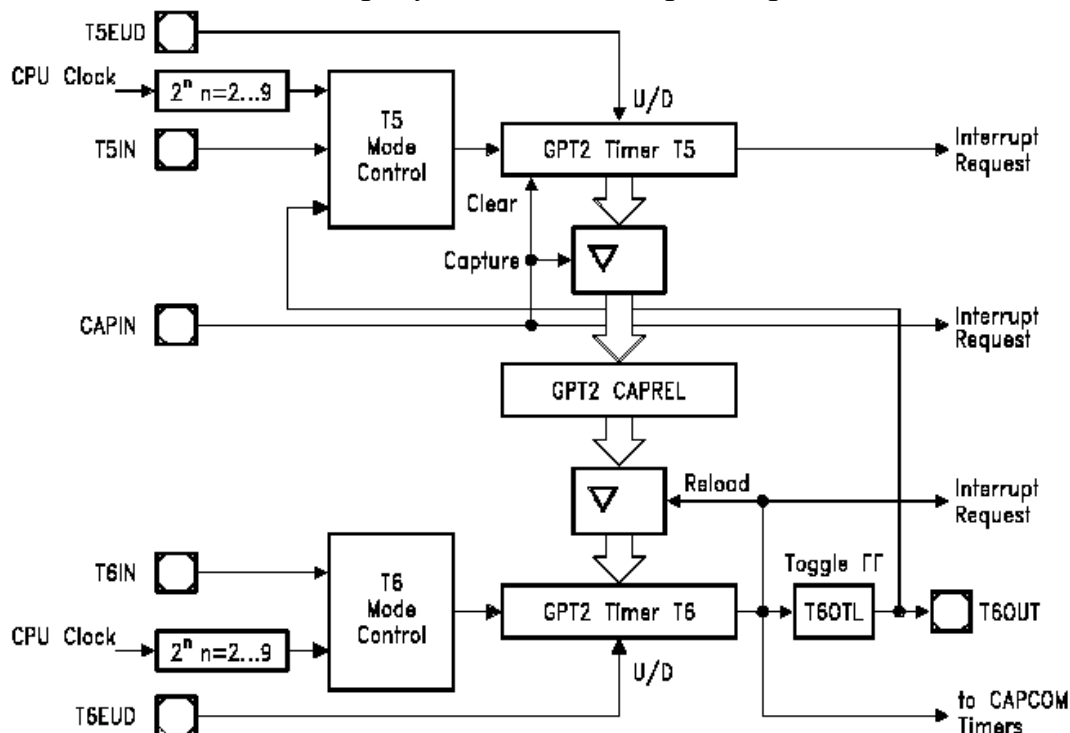 T5EUD
CPU Clock
2ⁿ n=2...9
U/D
T5
Mode
Control
T5IN
GPT2 Timer T5
Interrupt
Request
Clear
Capture
CAPIN
Interrupt
Request
GPT2 CAPREL
Reload
Interrupt
Request
T6IN
T6
Mode
Control
Toggle
GPT2 Timer T6
T6OTL
T6OUT
CPU Clock
2ⁿ n=2...9
U/D
T6EUD
to CAPCOM
Timers